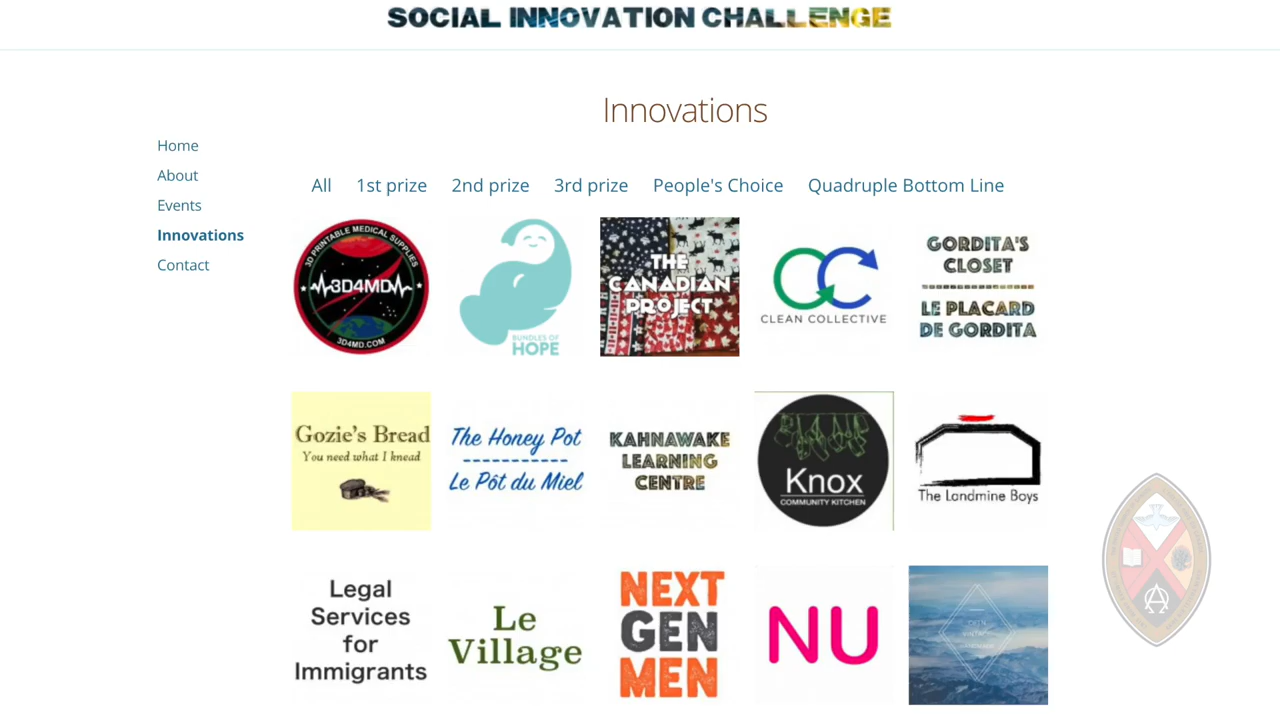 SOCIAL INNOVATION CHALLENGE
Innovations
Home
About
Events
Innovations
Contact
All 1st prize 2nd prize 3rd prize People's Choice Quadruple Bottom Line
3D PRINTABLE MEDICAL SUPPLIES
3D4MD
3D4MD.COM
BUNDLES OF
HOPE
THE
CANADIAN
PROJECT
CLEAN COLLECTIVE
GORDITA'S
CLOSET
LE PLACARD
DE GORDITA
Gozie's Bread
You need what I knead
The Honey Pot
Le Pôt du Miel
KAHNAWAKE
LEARNING
CENTRE
Knox
COMMUNITY KITCHEN
The Landmine Boys
Legal
Services
for
Immigrants
Le
Village
NEXT
GEN
MEN
NU